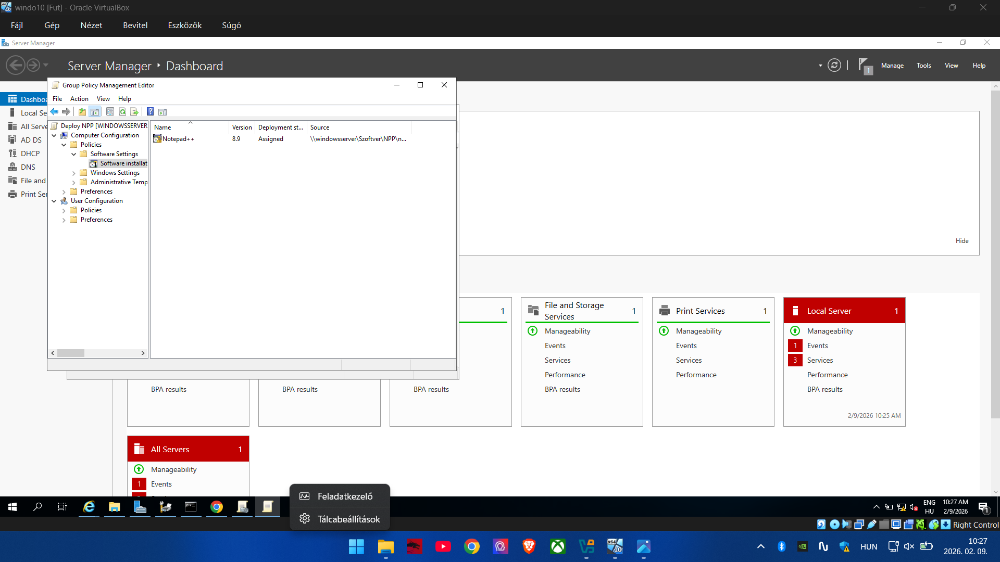 windo10 [Fut] - Oracle VirtualBox
Fájl Gép Nézet Bevitel Eszközök Súgó
Server Manager
Server Manager ‣ Dashboard
1 Manage Tools View Help
Group Policy Management Editor
File Action View Help
Dashboa
Local Se
All Serve
AD DS
DHCP
DNS
File and
Print Ser
Deploy NPP [WINDOWSSERVER
Computer Configuration
Policies
Software Settings
Software installat
Windows Settings
Administrative Temp
Preferences
User Configuration
Policies
Preferences
Name Version Deployment st... Source
Notepad++ 8.9 Assigned \\windowsserver\Szoftver\NPP\n...
Hide
BPA results
BPA results
1
BPA results
File and Storage Services 1
Manageability
Events
Services
Performance
BPA results
Print Services 1
Manageability
Events
Services
Performance
Local Server 1
Manageability
1 Events
3 Services
Performance
BPA results
2/9/2026 10:25 AM
All Servers 1
Manageability
1 Events
Feladatkezelő
Tálcabeállítások
ENG
HU
10:27 AM
2/9/2026
1
Right Control
HUN
10:27
2026. 02. 09.